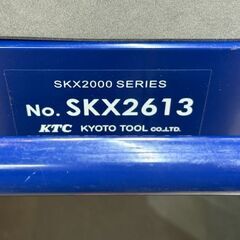 SKX2000 SERIES
No. SKX2613
KTC KYOTO TOOL CO.,LTD.